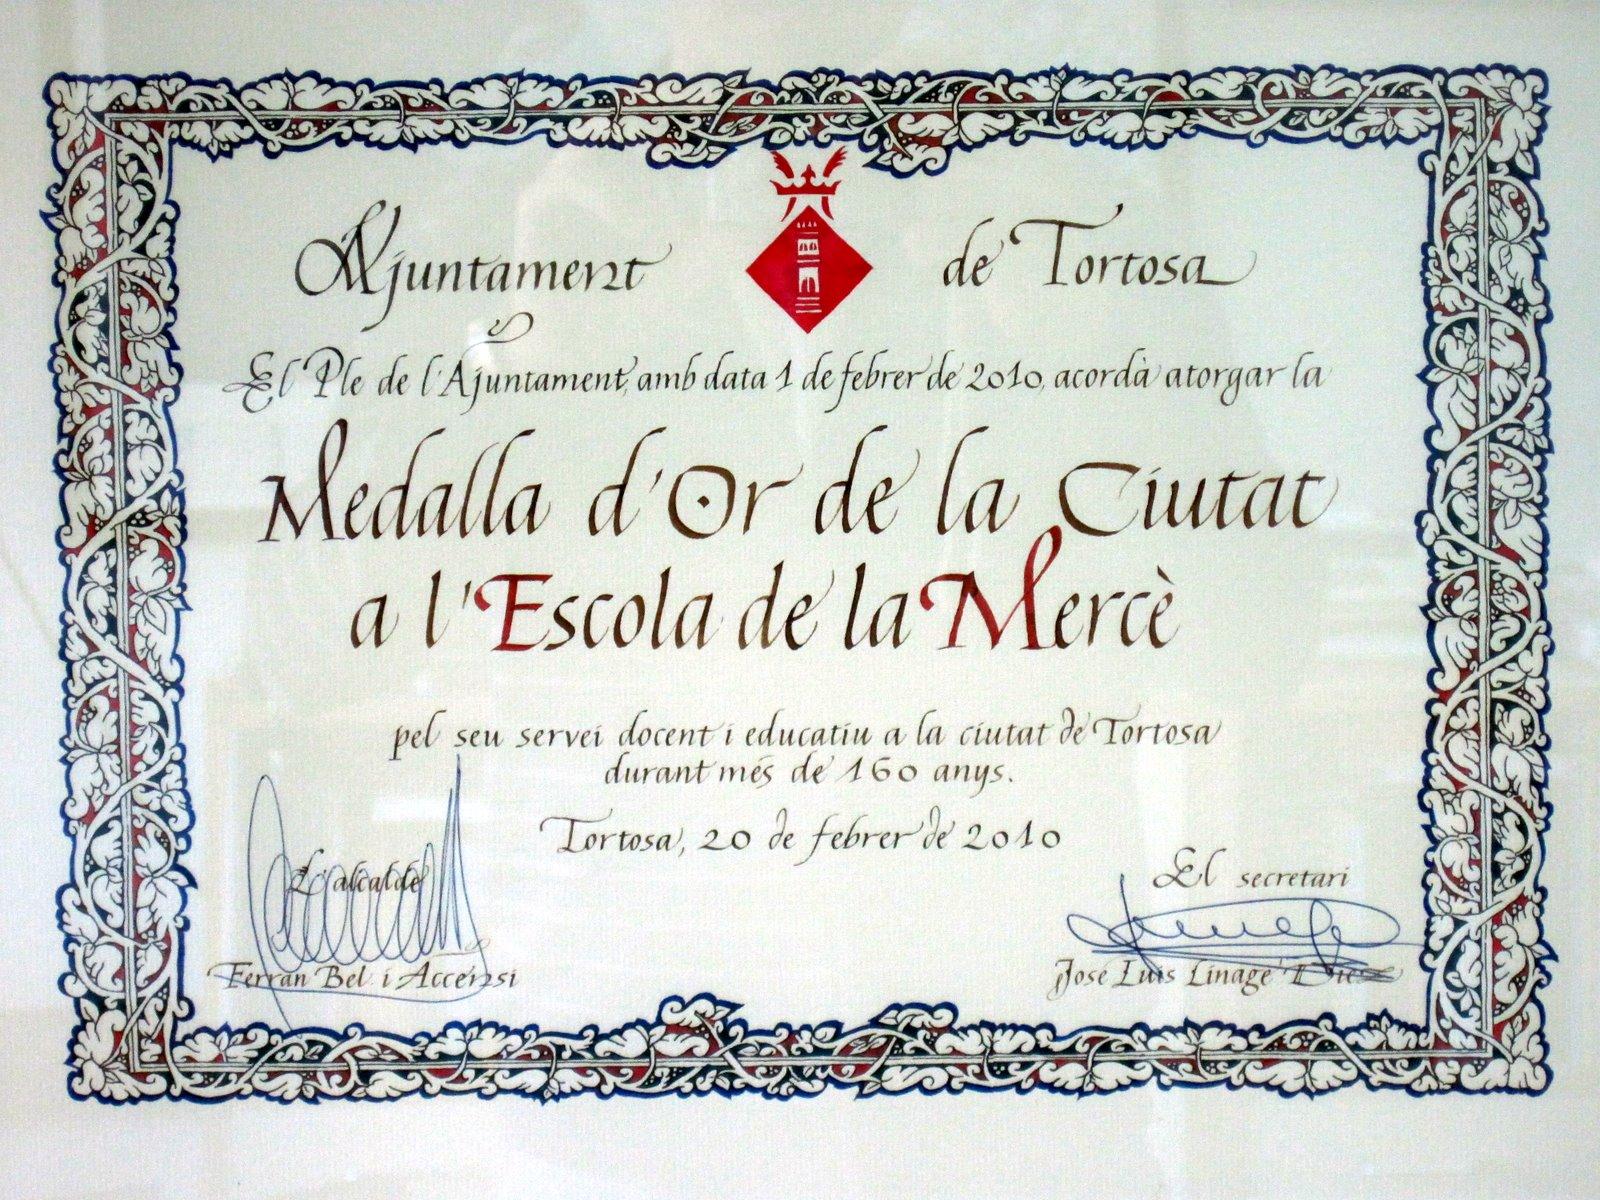 Ajuntament de Tortosa
El Ple de l'Ajuntament, amb data 1 de febrer de 2010, acordà atorgar la
Medalla d'Or de la Ciutat
a l'Escola de la Mercè
pel seu servei docent i educatiu a la ciutat de Tortosa
durant més de 160 anys.
Tortosa, 20 de febrer de 2010
L'alcalde
El secretari
Ferran Bel i Accensi
José Luis Linage Diez